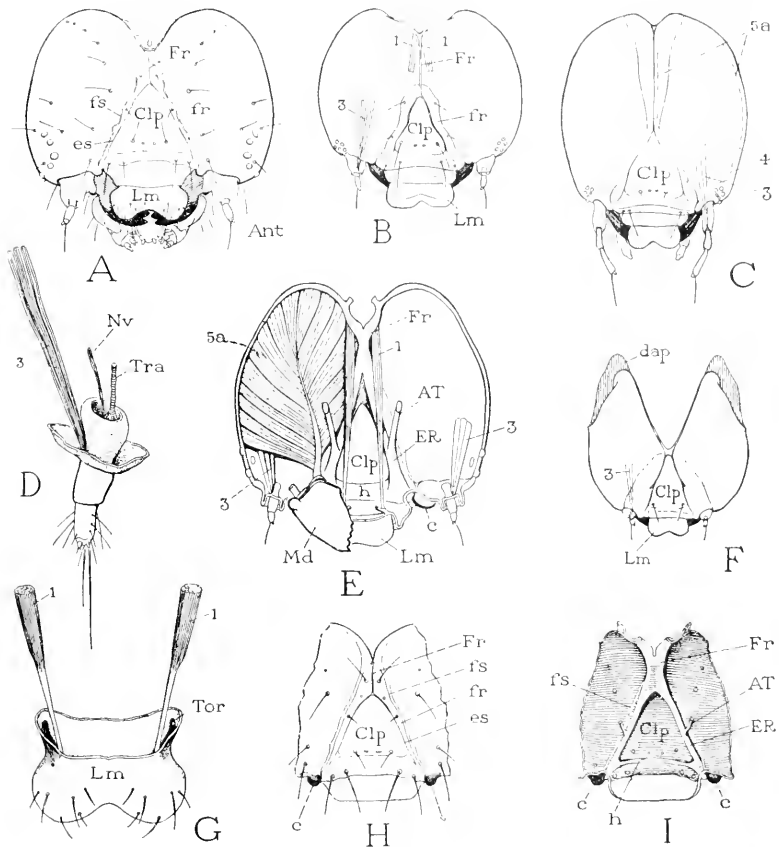 Fr
fs
Clp
fr
es
Lm
Ant
A
1
1
Fr
3
Clp
fr
Lm
B
5a
Clp
4
3
C
3
Nv
Tra
D
5a
Fr
1
AT
ER
3
Clp
h
3
c
Md
Lm
E
dap
3
Clp
Lm
F
1
1
Tor
Lm
G
Fr
fs
fr
Clp
es
c
H
Fr
fs
AT
Clp
ER
c
h
c
I